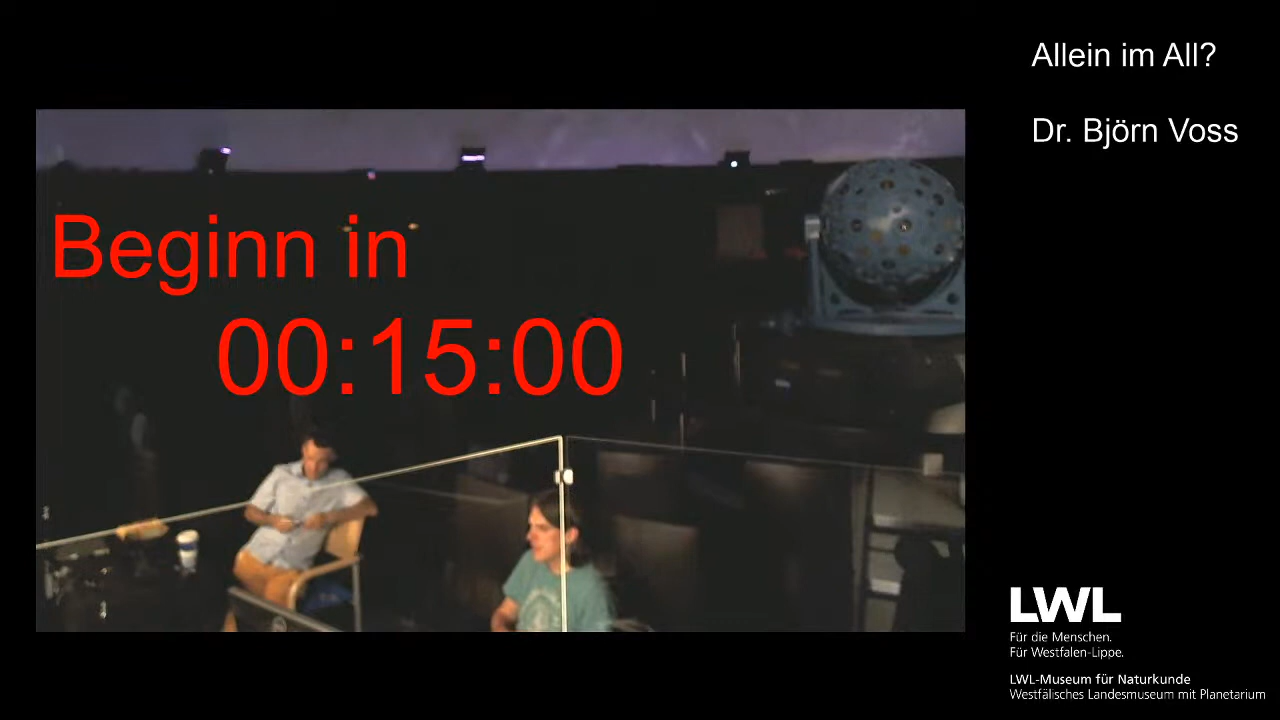 Allein im All?
Dr. Björn Voss
Beginn in
00:15:00
LWL
Für die Menschen.
Für Westfalen-Lippe.
LWL-Museum für Naturkunde
Westfälisches Landesmuseum mit Planetarium